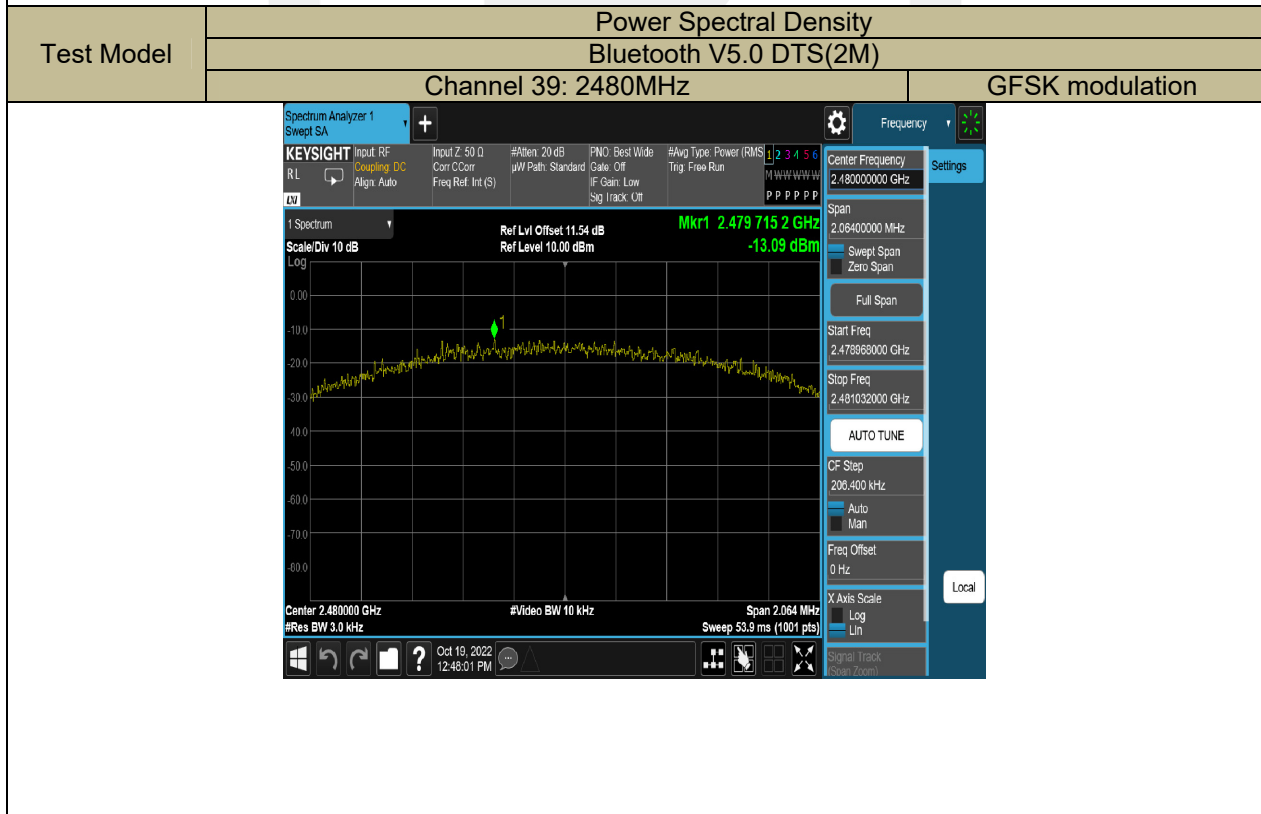 Test Model
Power Spectral Density
Bluetooth V5.0 DTS(2M)
Channel 39: 2480MHz
GFSK modulation
Spectrum Analyzer 1
Swept SA
+
Frequency
KEYSIGHT
RL
LXI
Input: RF
Coupling: DC
Align: Auto
Input Z: 50 Ω
Corr CCorr
Freq Ref: Int (S)
#Atten: 20 dB
µW Path: Standard
PNO: Best Wide
Gate: Off
IF Gain: Low
Sig Track: Off
#Avg Type: Power (RMS
Trig: Free Run
1 2 3 4 5 6
M W W W W W
P P P P P P
Center Frequency
2.480000000 GHz
Settings
Span
2.06400000 MHz
Swept Span
Zero Span
Full Span
Start Freq
2.478968000 GHz
Stop Freq
2.481032000 GHz
AUTO TUNE
CF Step
206.400 kHz
Auto
Man
Freq Offset
0 Hz
X Axis Scale
Log
Lin
Signal Track
(Span Zoom)
Local
1 Spectrum
Scale/Div 10 dB
Log
Ref Lvl Offset 11.54 dB
Ref Level 10.00 dBm
Mkr1 2.479 715 2 GHz
-13.09 dBm
1
0.00
-10.0
-20.0
-30.0
-40.0
-50.0
-60.0
-70.0
-80.0
Center 2.480000 GHz
#Video BW 10 kHz
Span 2.064 MHz
#Res BW 3.0 kHz
Sweep 53.9 ms (1001 pts)
?
Oct 19, 2022
12:48:01 PM